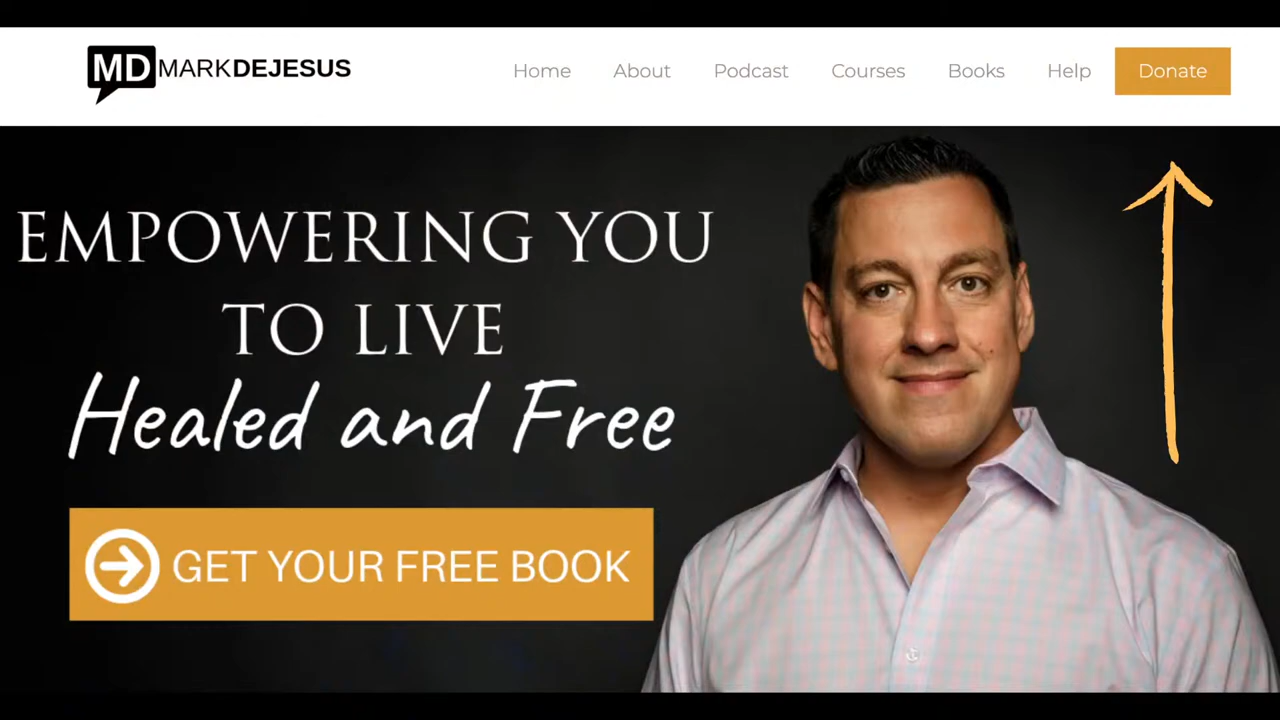 MD MARKDEJESUS
Home About Podcast Courses Books Help Donate
EMPOWERING YOU
TO LIVE
Healed and Free
GET YOUR FREE BOOK